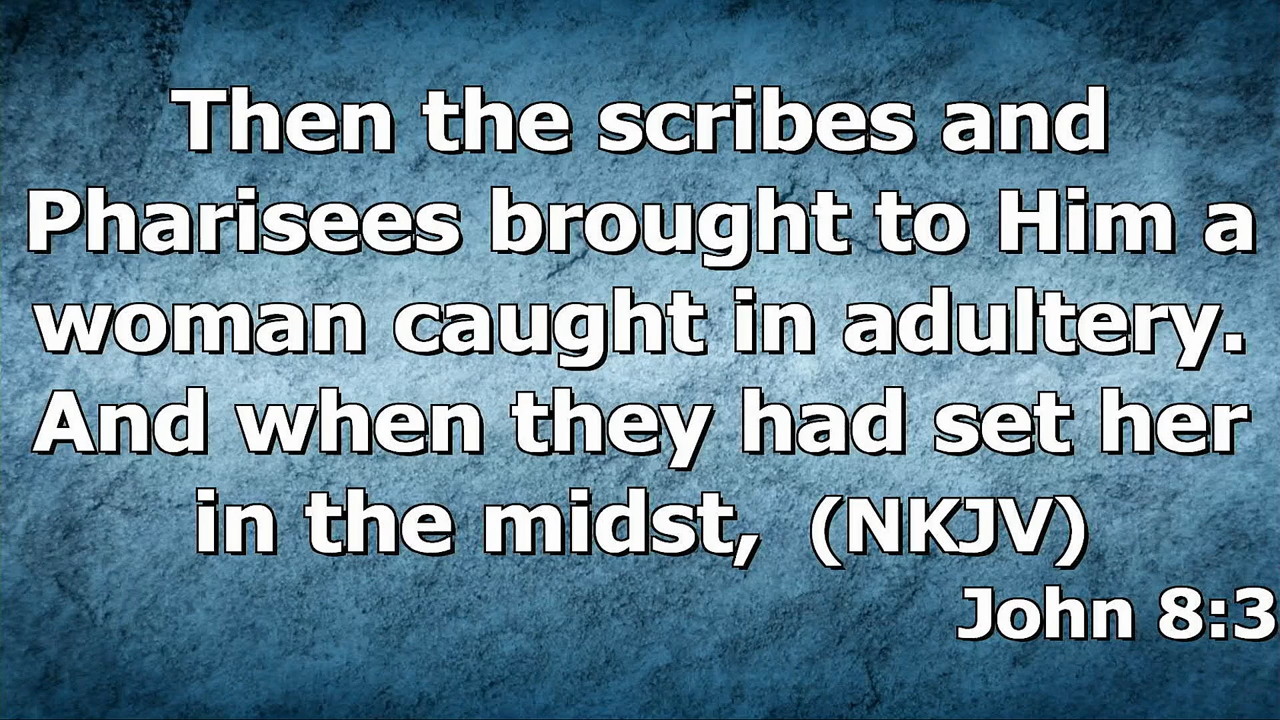 Then the scribes and
Pharisees brought to Him a
woman caught in adultery.
And when they had set her
in the midst, (NKJV)
John 8:3